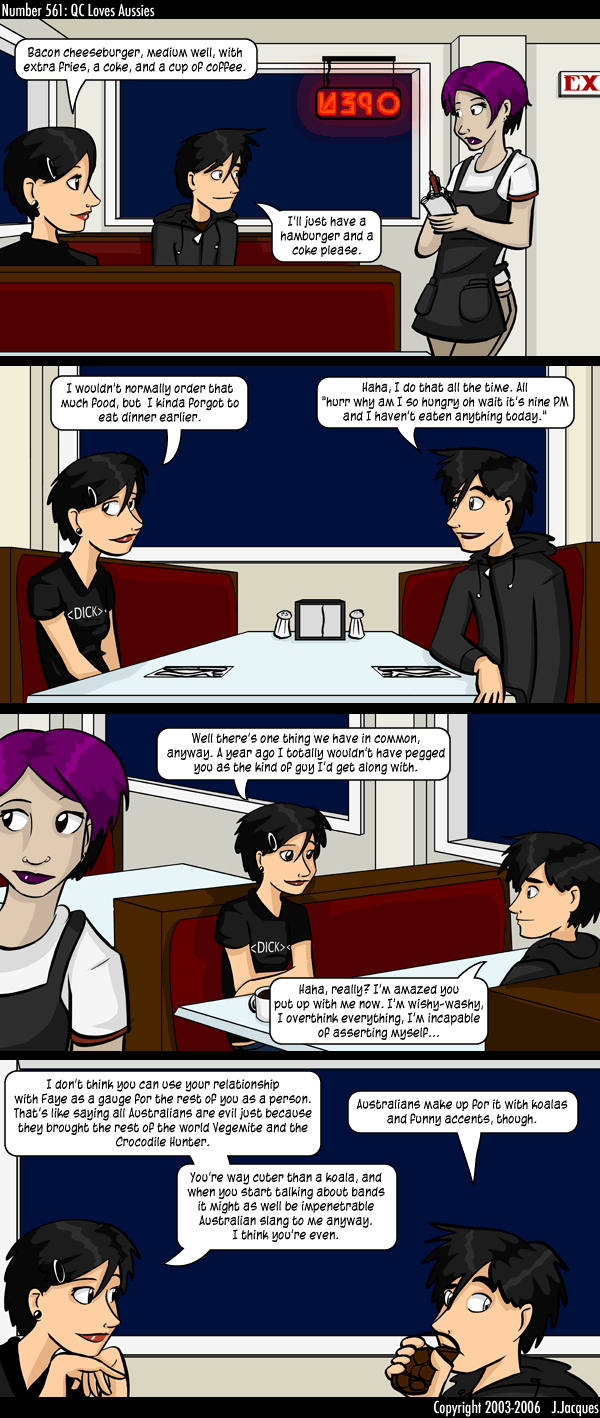 Number 561: QC Loves Aussies
Bacon cheeseburger, medium well, with
extra fries, a coke, and a cup of coffee.
OPEN
EX
I'll just have a
hamburger and a
coke please.
I wouldn't normally order that
much food, but I kinda forgot to
eat dinner earlier.
Haha, I do that all the time. All
"hurr why am I so hungry oh wait it's nine PM
and I haven't eaten anything today."
<DICK>
Well there's one thing we have in common,
anyway. A year ago I totally wouldn't have pegged
you as the kind of guy I'd get along with.
<DICK>
Haha, really? I'm amazed you
put up with me now. I'm wishy-washy,
I overthink everything, I'm incapable
of asserting myself...
I don't think you can use your relationship
with Faye as a gauge for the rest of you as a person.
That's like saying all Australians are evil just because
they brought the rest of the world Vegemite and the
Crocodile Hunter.
Australians make up for it with koalas
and funny accents, though.
You're way cuter than a koala, and
when you start talking about bands
it might as well be impenetrable
Australian slang to me anyway.
I think you're even.
Copyright 2003-2006 J.Jacques